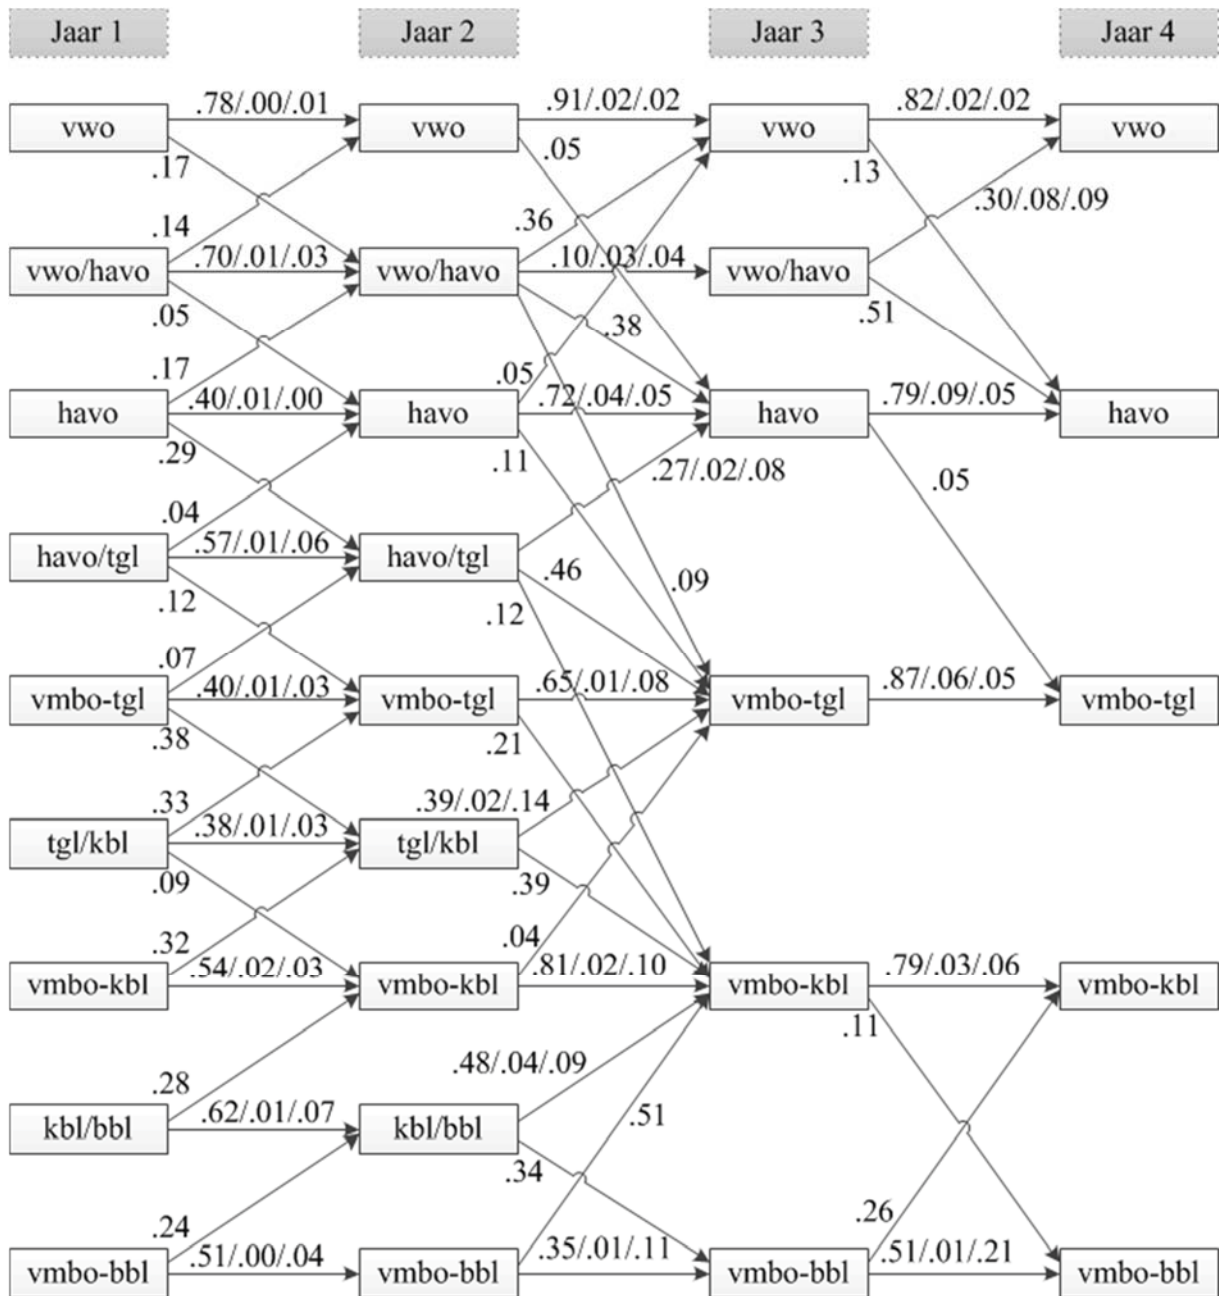 Jaar 1 Jaar 2 Jaar 3 Jaar 4
.78/.00/.01 .91/.02/.02 .82/.02/.02
vwo vwo vwo vwo
.17 .05 .13
.14 .36 .30/.08/.09
.70/.01/.03 .10/.03/.04
vwo/havo vwo/havo vwo/havo
.05 .38 .51
.17 .05
.40/.01/.00 .72/.04/.05 .79/.09/.05
havo havo havo havo
.29 .11 .27/.02/.08 .05
.04
.57/.01/.06
havo/tgl havo/tgl
.46 .09
.12 .12
.07
.40/.01/.03 .65/.01/.08 .87/.06/.05
vmbo-tgl vmbo-tgl vmbo-tgl vmbo-tgl
.38 .21
.33 .39/.02/.14
.38/.01/.03
tgl/kbl tgl/kbl
.09 .39
.32 .04
.54/.02/.03 .81/.02/.10 .79/.03/.06
vmbo-kbl vmbo-kbl vmbo-kbl vmbo-kbl
.11
.28 .48/.04/.09
.62/.01/.07 .51
kbl/bbl kbl/bbl
.34
.24 .26
.51/.00/.04 .35/.01/.11 .51/.01/.21
vmbo-bbl vmbo-bbl vmbo-bbl vmbo-bbl